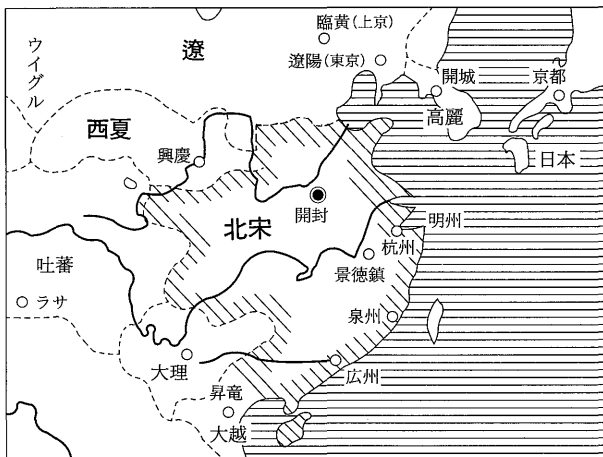 臨黄(上京)
遼
ウイグル
遼陽(東京)
開城
京都
西夏
高麗
興慶
日本
開封
北宋
明州
杭州
景徳鎮
吐蕃
ラサ
泉州
大理
広州
昇竜
大越